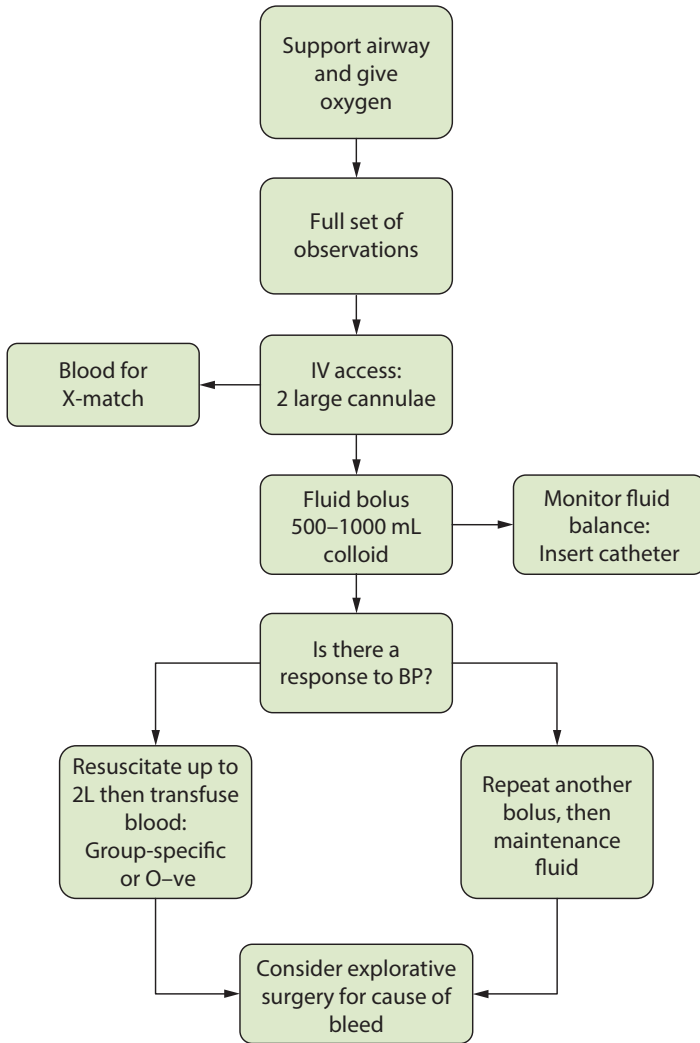 Support airway
and give
oxygen
Full set of
observations
Blood for
X-match
IV access:
2 large cannulae
Fluid bolus
500–1000 mL
colloid
Monitor fluid
balance:
Insert catheter
Is there a
response to BP?
Resuscitate up to
2L then transfuse
blood:
Group-specific
or O–ve
Repeat another
bolus, then
maintenance
fluid
Consider explorative
surgery for cause of
bleed